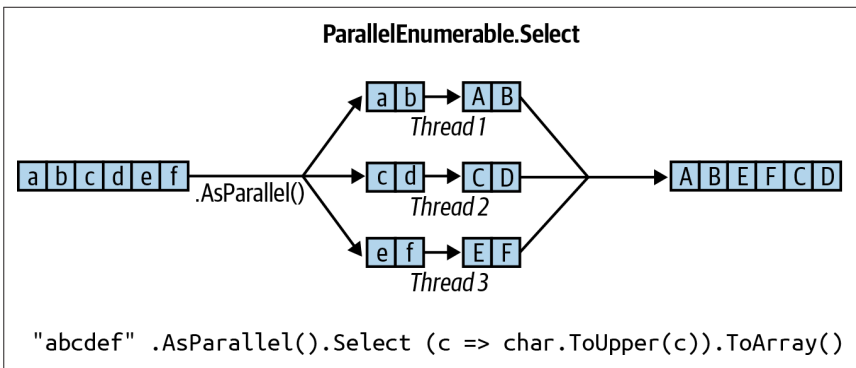 ParallelEnumerable.Select
a b A B
Thread 1
a b c d e f .AsParallel() c d C D A B E F C D
Thread 2
e f E F
Thread 3
"abcdef" .AsParallel().Select (c => char.ToUpper(c)).ToArray()